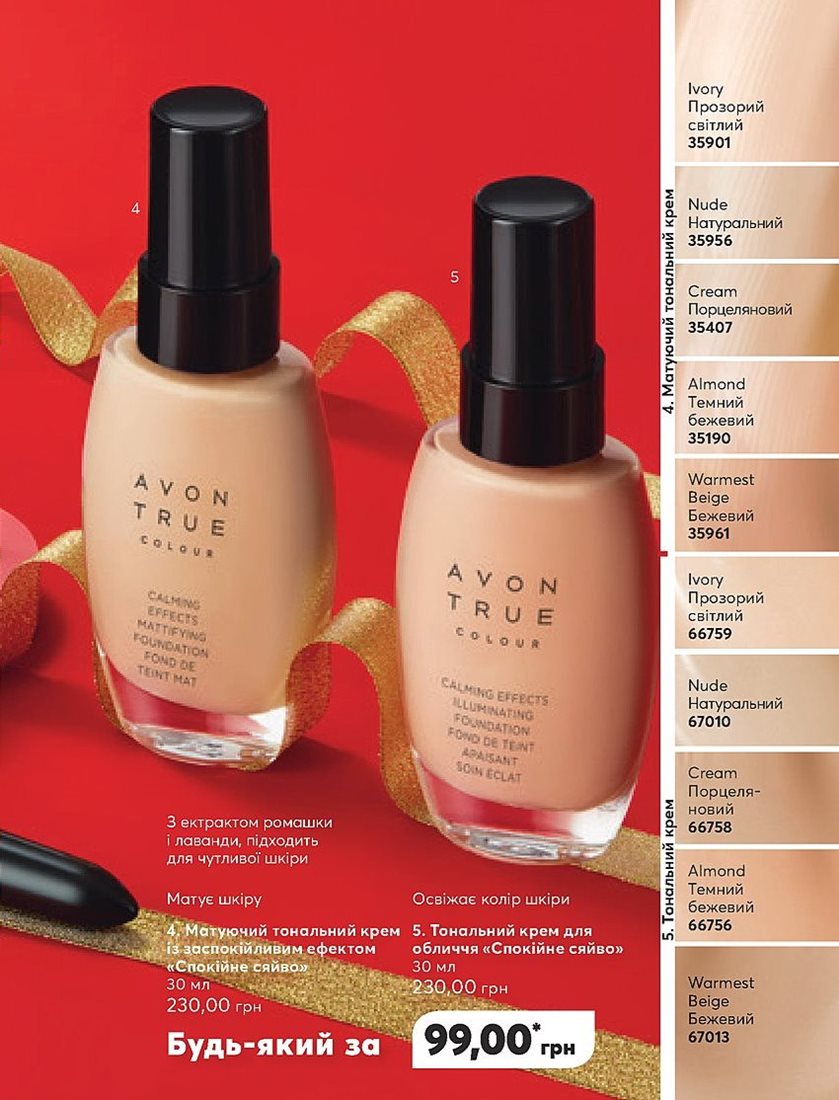 4
AVON
TRUE
COLOUR
CALMING
EFFECTS
MATTIFYING
FOUNDATION
FOND DE
TEINT MAT
5
AVON
TRUE
COLOUR
CALMING EFFECTS
ILLUMINATING
FOUNDATION
FOND DE TEINT
APAISANT
SOIN ÉCLAT
З ектрактом ромашки
і лаванди, підходить
для чутливої шкіри
Матує шкіру
4. Матуючий тональний крем
із заспокійливим ефектом
«Спокійне сяйво»
30 мл
230,00 грн
Освіжає колір шкіри
5. Тональний крем для
обличчя «Спокійне сяйво»
30 мл
230,00 грн
Будь-який за
99,00* грн
4. Матуючий тональний крем
Ivory
Прозорий
світлий
35901
Nude
Натуральний
35956
Cream
Порцеляновий
35407
Almond
Темний
бежевий
35190
Warmest
Beige
Бежевий
35961
5. Тональний крем
Ivory
Прозорий
світлий
66759
Nude
Натуральний
67010
Cream
Порцеля-
новий
66758
Almond
Темний
бежевий
66756
Warmest
Beige
Бежевий
67013